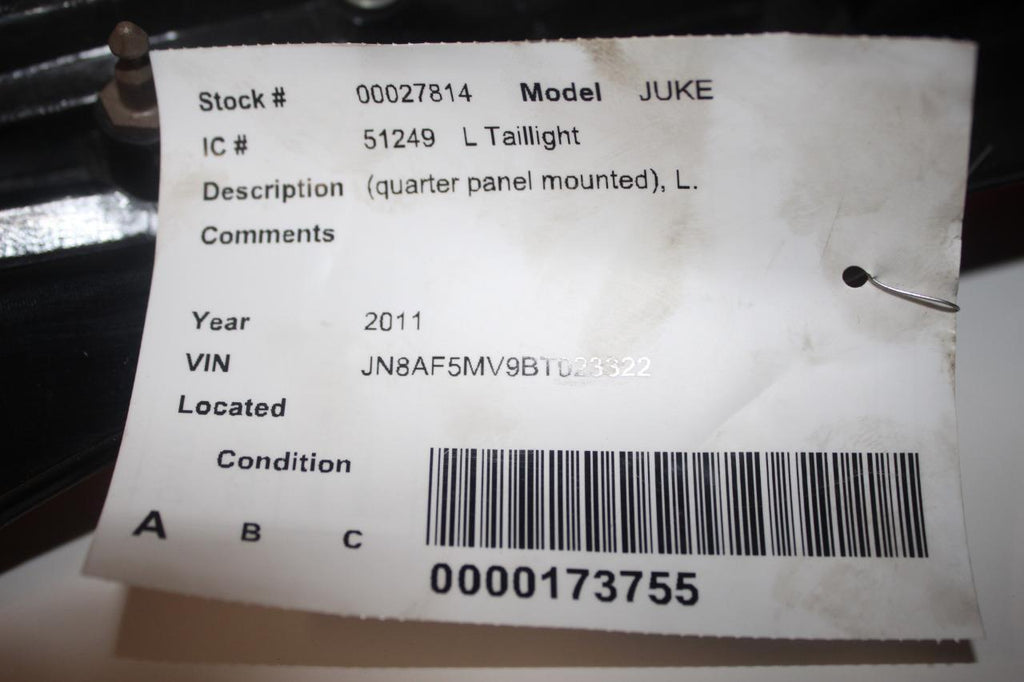 Stock # 00027814 Model JUKE
IC # 51249 L Taillight
Description (quarter panel mounted), L.
Comments
Year 2011
VIN JN8AF5MV9BT023322
Located
Condition
A B C
0000173755